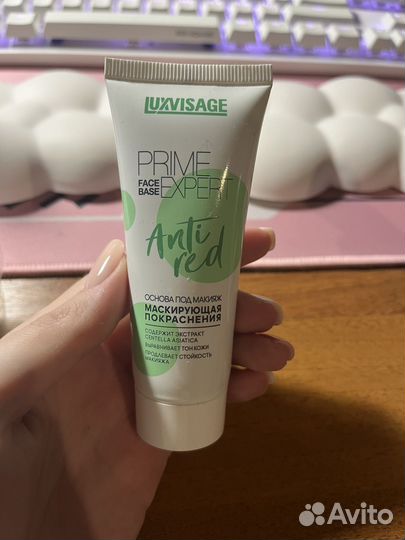 LUXVISAGE
PRIME
FACE BASE EXPERT
Anti
red
ОСНОВА ПОД МАКИЯЖ
МАСКИРУЮЩАЯ
ПОКРАСНЕНИЯ
СОДЕРЖИТ ЭКСТРАКТ
CENTELLA ASIATICA
ВЫРАВНИВАЕТ ТОН КОЖИ
ПРОДЛЕВАЕТ СТОЙКОСТЬ
МАКИЯЖА
Avito